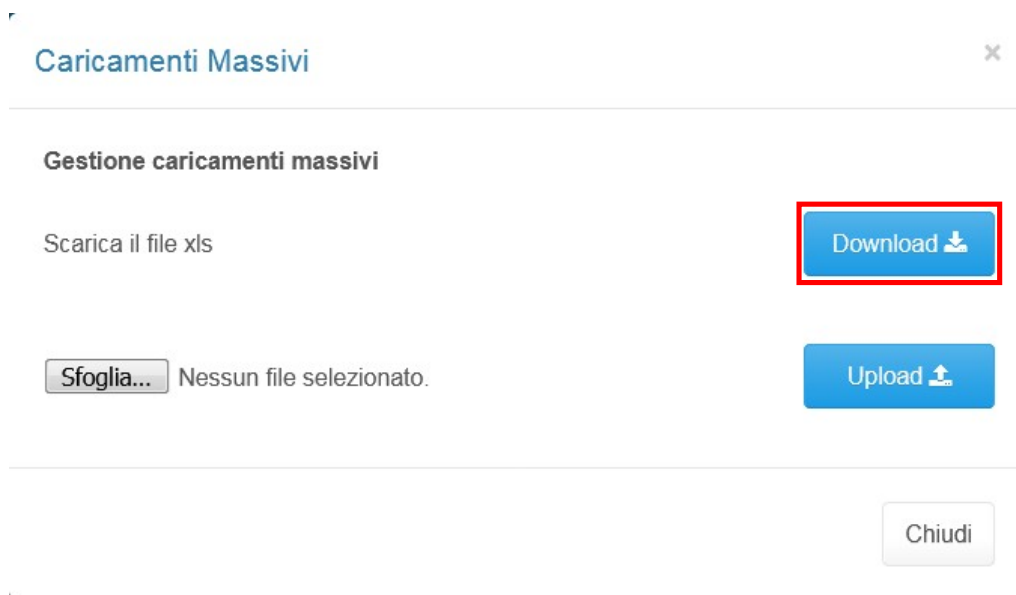 Caricamenti Massivi
×
Gestione caricamenti massivi
Scarica il file xls
Download
Sfoglia... Nessun file selezionato.
Upload
Chiudi